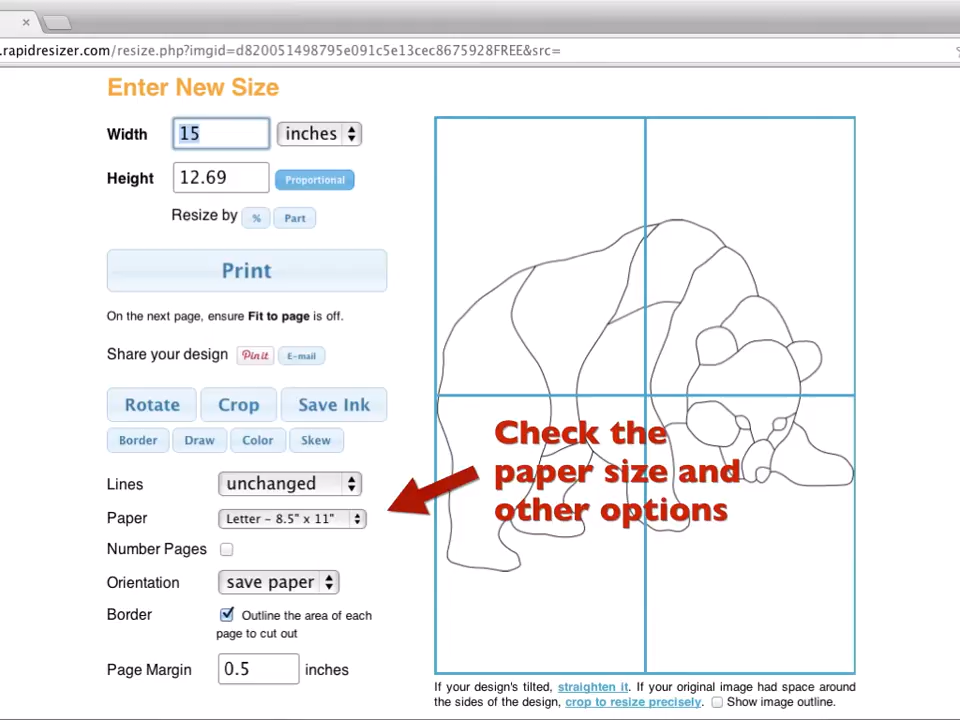 .rapidresizer.com/resize.php?imgid=d820051498795e091c5e13cec8675928FREE&src=
Enter New Size
Width 15 inches
Height 12.69 Proportional
Resize by % Part
Print
On the next page, ensure Fit to page is off.
Share your design Pinit E-mail
Rotate Crop Save Ink
Border Draw Color Skew
Lines unchanged
Paper Letter - 8.5" x 11"
Number Pages
Orientation save paper
Border Outline the area of each
page to cut out
Page Margin 0.5 inches
Check the
paper size and
other options
If your design's tilted, straighten it. If your original image had space around
the sides of the design, crop to resize precisely. Show image outline.